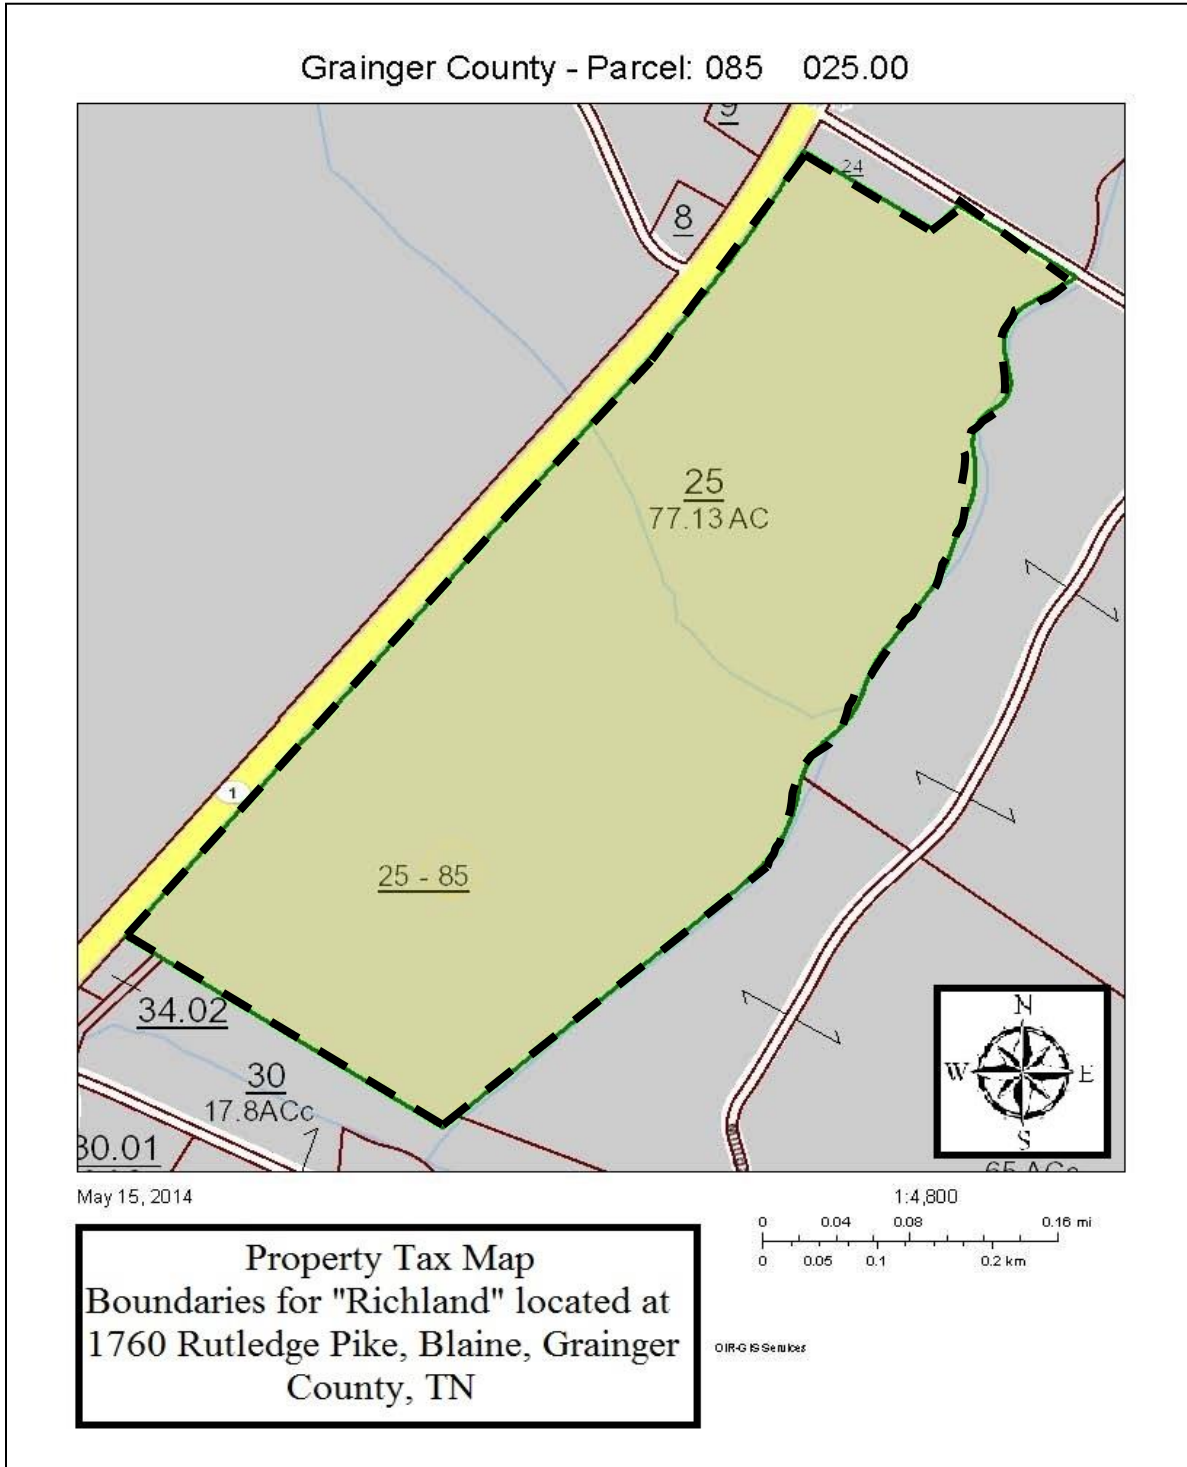 Grainger County - Parcel: 085 025.00
9
24
8
25
77.13 AC
1
25 - 85
34.02
30
17.8ACc
30.01
N
W E
S
65 ACc
May 15, 2014
1:4,800
0 0.04 0.08 0.16 mi
0 0.05 0.1 0.2 km
Property Tax Map
Boundaries for "Richland" located at
1760 Rutledge Pike, Blaine, Grainger
County, TN
OIR-GIS Services